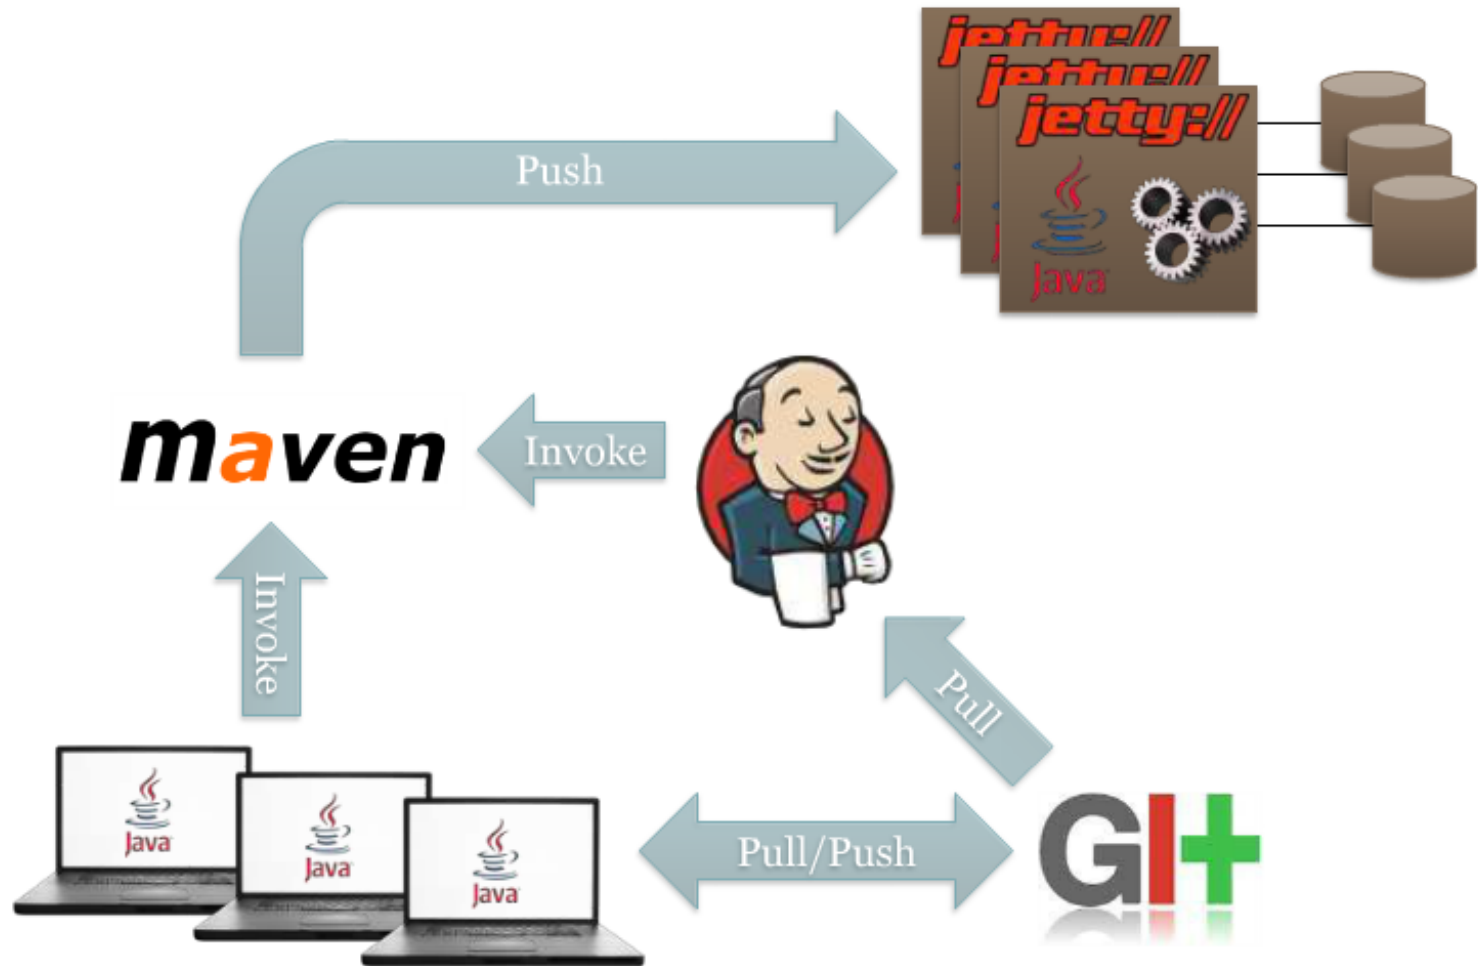 jetty://
jetty://
jetty://
Java
Push
maven
Invoke
Invoke
Pull
Java
Java
Java
Pull/Push
GIt